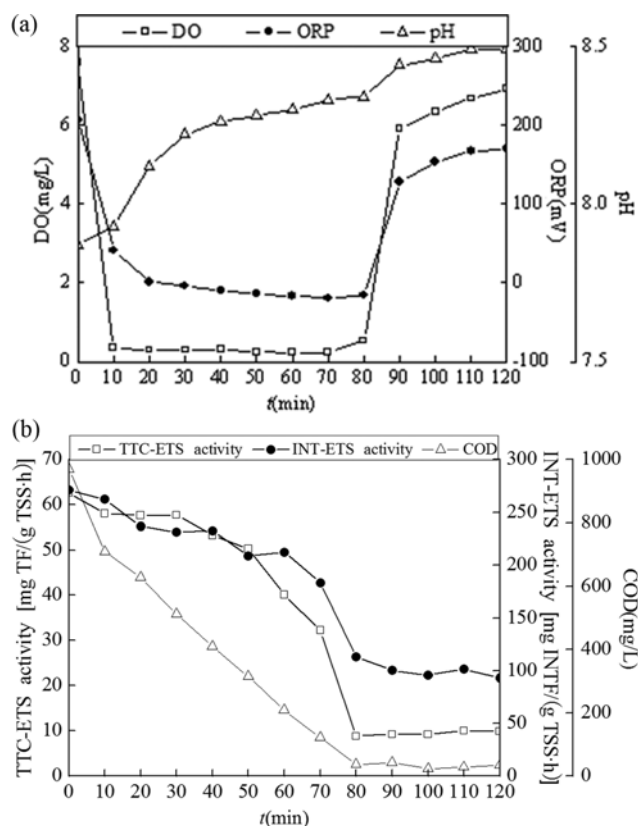 (a)
DO ORP pH
8 300 8.5
6 200
4 100 8.0
2 0
0 -100 7.5
DO(mg/L)
ORP(mV)
pH
0 10 20 30 40 50 60 70 80 90 100 110 120
t(min)
(b)
TTC-ETS activity INT-ETS activity COD
70 300 1000
60 250 800
50 200
40 600
30 150
20 100 400
10 50 200
0 0 0
TTC-ETS activity [mg TF/(g TSS·h)]
INT-ETS activity [mg INTF/(g TSS·h)]
COD(mg/L)
0 10 20 30 40 50 60 70 80 90 100 110 120
t(min)